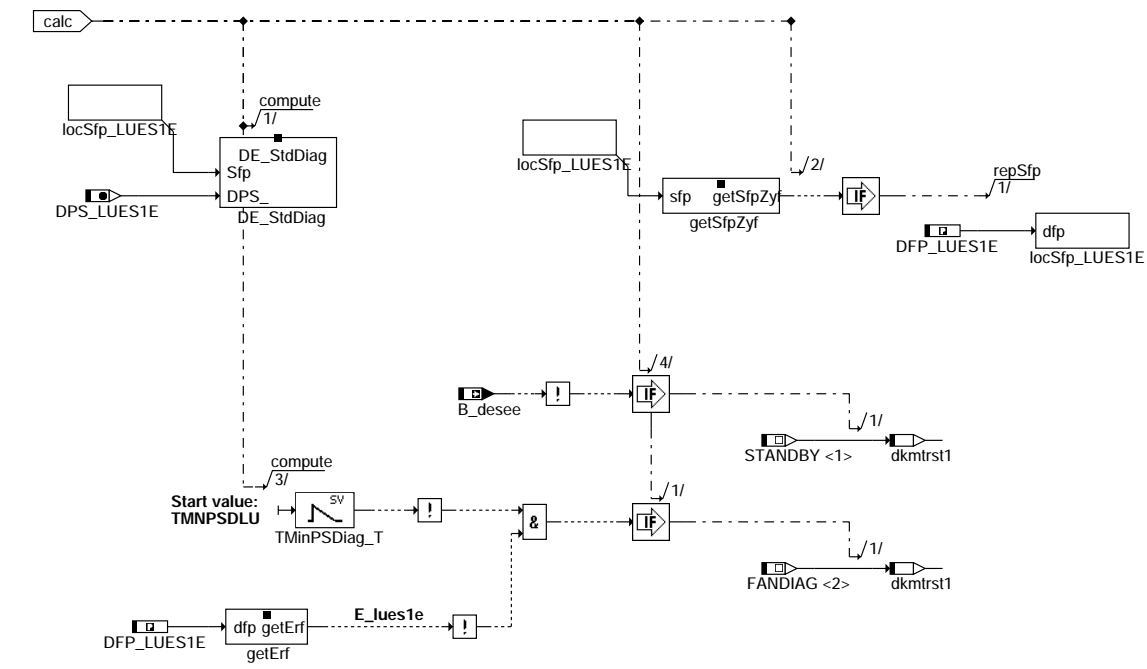 calc
compute
1/
locSfp_LUES1E
DE_StdDiag
Sfp
DPS_
DE_StdDiag
DPS_LUES1E
locSfp_LUES1E
2/
sfp getSfpZyf
getSfpZyf
IF
repSfp
1/
DFP_LUES1E
dfp
locSfp_LUES1E
4/
B_desee
!
IF
1/
STANDBY <1>
dkmtrst1
compute
3/
Start value:
TMNPSDLU
SV
TMinPSDiag_T
!
&
1/
IF
1/
FANDIAG <2>
dkmtrst1
DFP_LUES1E
dfp getErf
getErf
E_lues1e
!